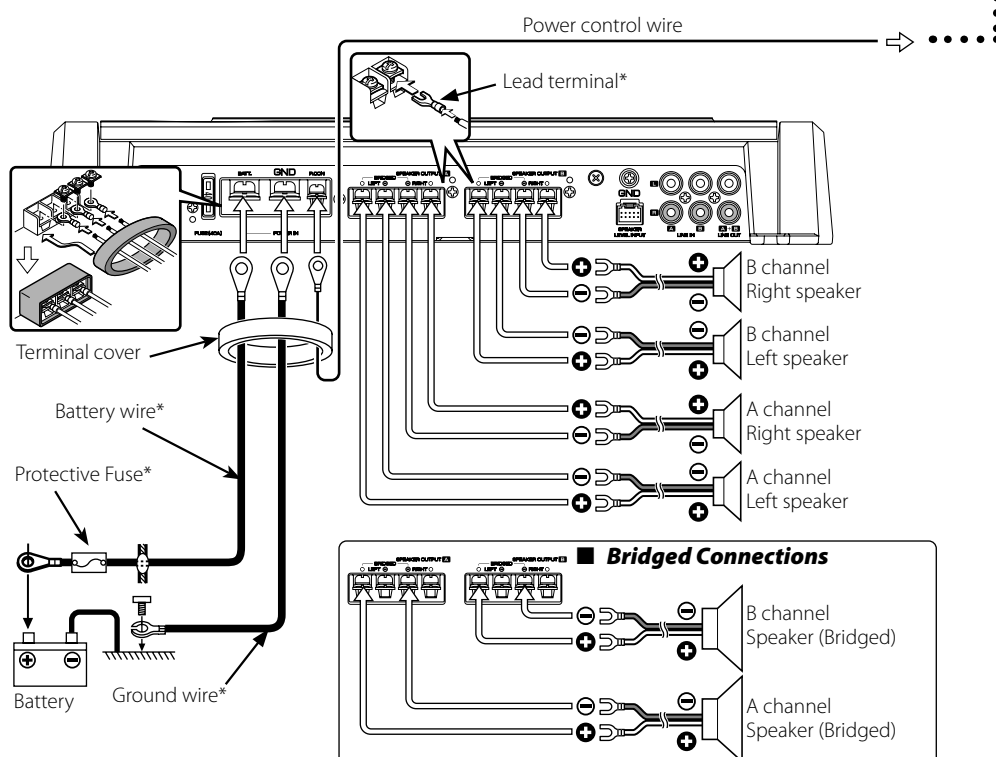 Power control wire
Lead terminal*
BATT.
GND
P.CON
FUSE(40A)
POWER IN
SPEAKER OUTPUT A
BRIDGED
LEFT
RIGHT
SPEAKER OUTPUT B
BRIDGED
LEFT
RIGHT
GND
SPEAKER
LEVEL INPUT
L
R
A
B
A+B
LINE IN
LINE OUT
B channel
Right speaker
B channel
Left speaker
A channel
Right speaker
A channel
Left speaker
Terminal cover
Battery wire*
Protective Fuse*
Battery
Ground wire*
■ Bridged Connections
SPEAKER OUTPUT A
BRIDGED
LEFT
RIGHT
SPEAKER OUTPUT B
BRIDGED
LEFT
RIGHT
B channel
Speaker (Bridged)
A channel
Speaker (Bridged)